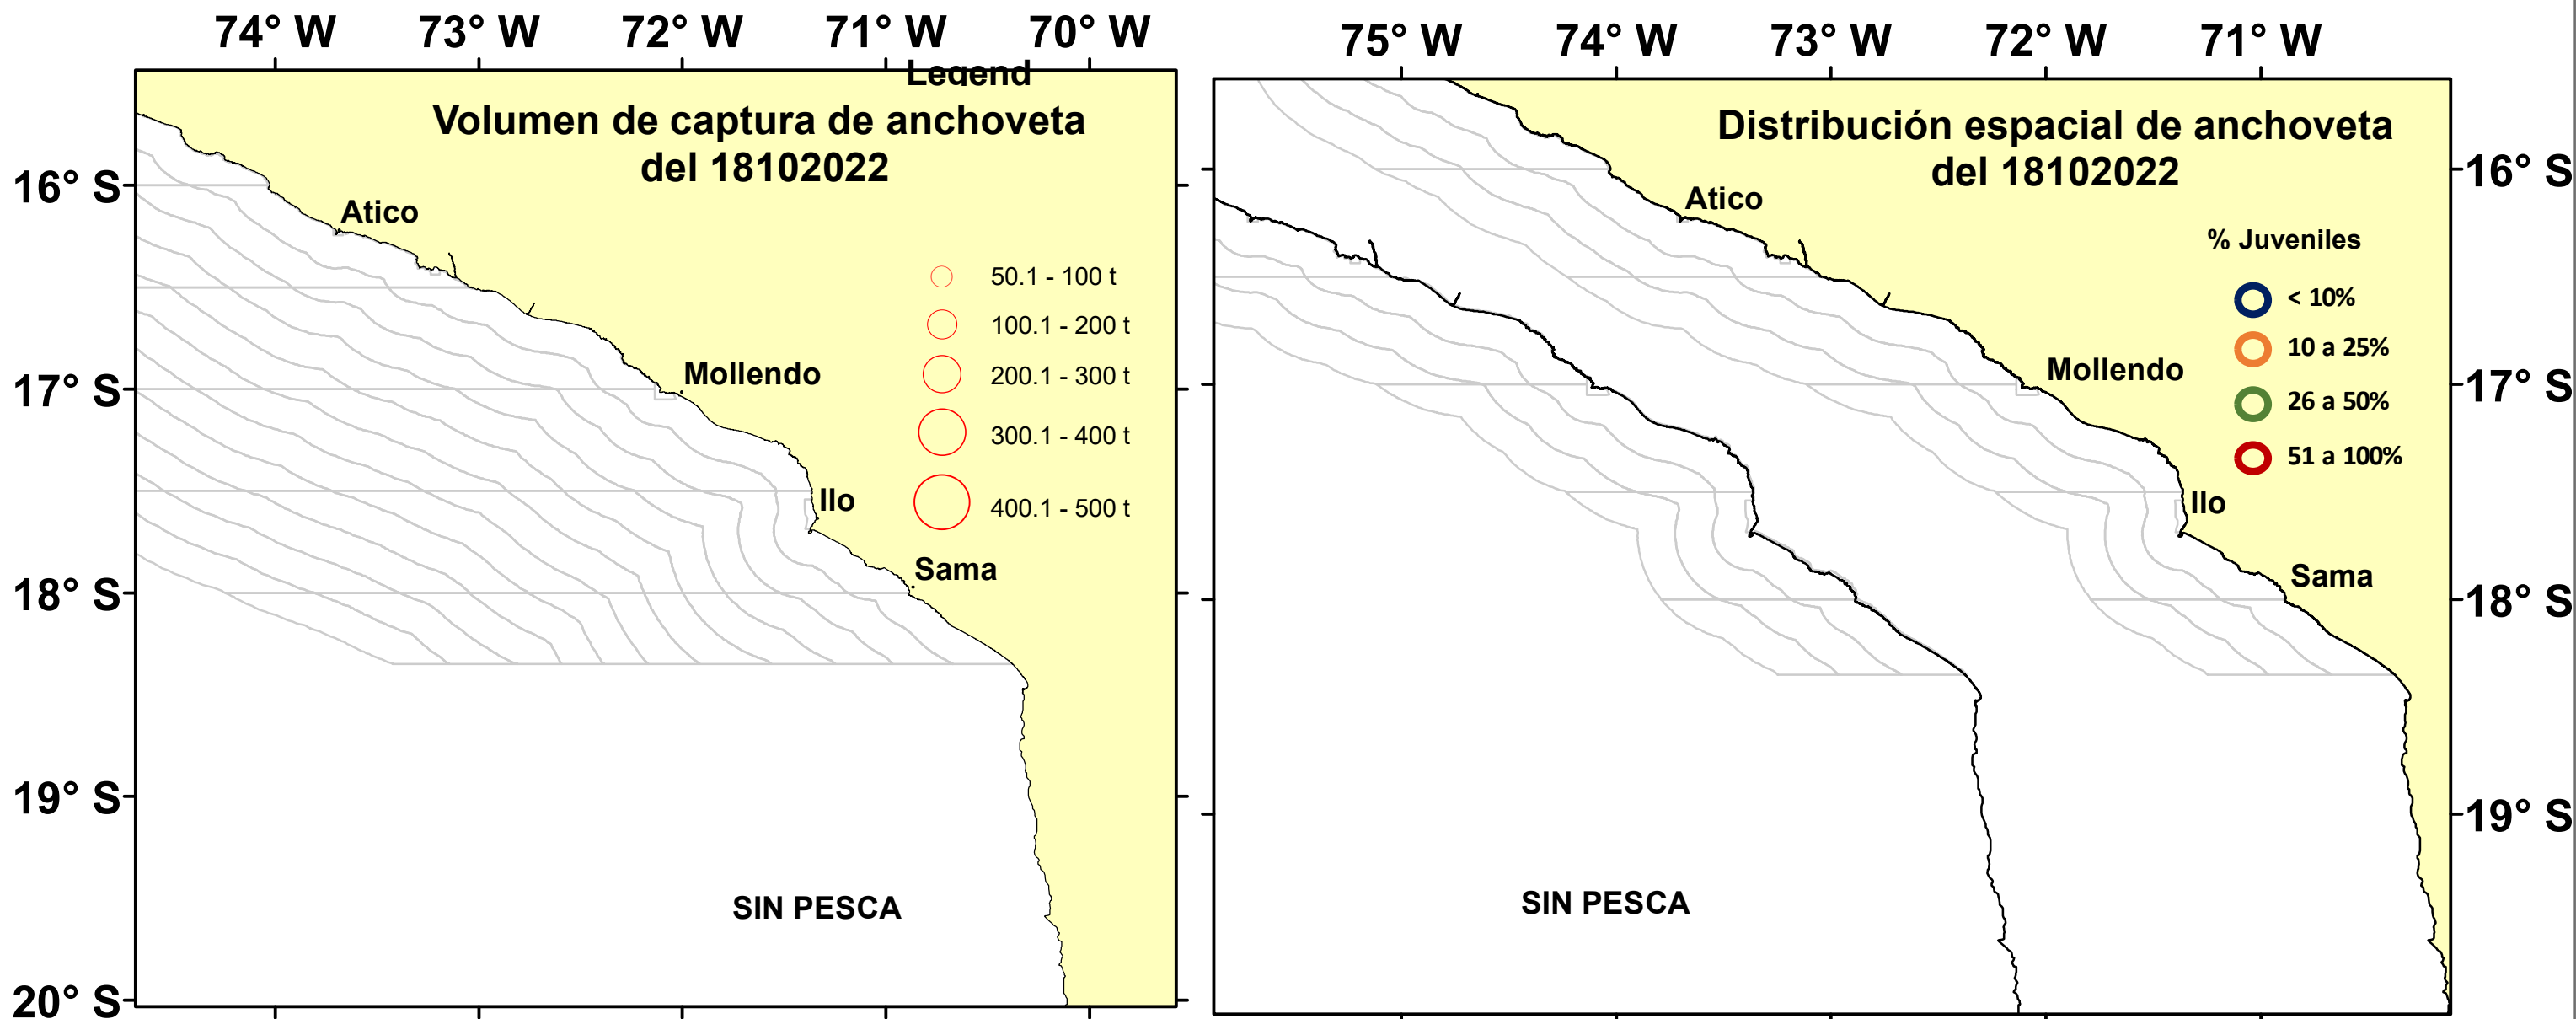 74° W 73° W 72° W 71° W 70° W
Legend
Volumen de captura de anchoveta
del 18102022
16° S
Atico
50.1 - 100 t
100.1 - 200 t
Mollendo
200.1 - 300 t
17° S
300.1 - 400 t
Ilo
400.1 - 500 t
Sama
18° S
19° S
SIN PESCA
20° S
75° W 74° W 73° W 72° W 71° W
Distribución espacial de anchoveta
del 18102022
16° S
Atico
% Juveniles
< 10%
10 a 25%
Mollendo
17° S
26 a 50%
51 a 100%
Ilo
Sama
18° S
19° S
SIN PESCA